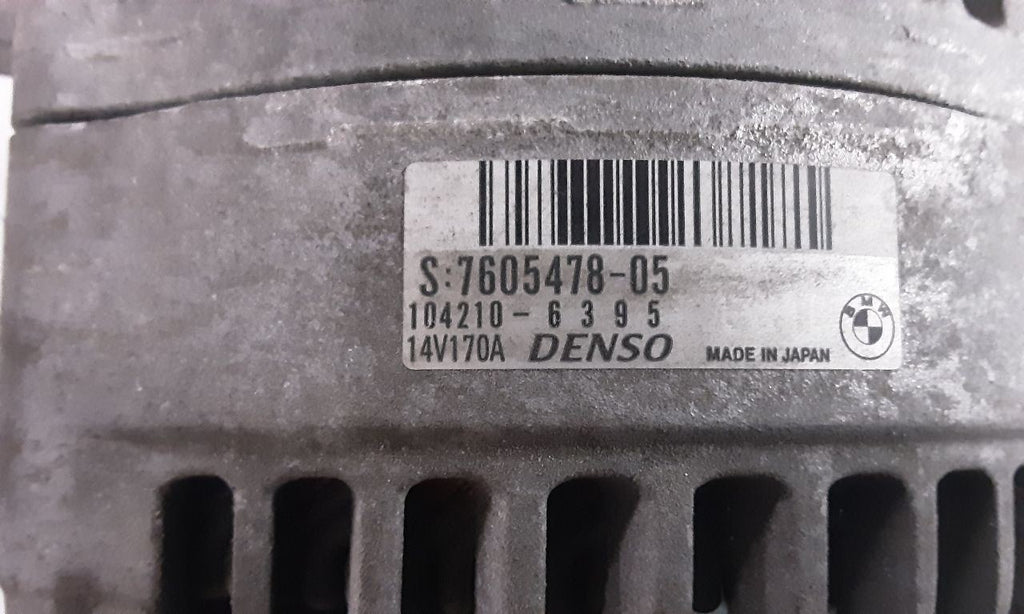 S:7605478-05
104210-6395
14V170A DENSO MADE IN JAPAN BMW